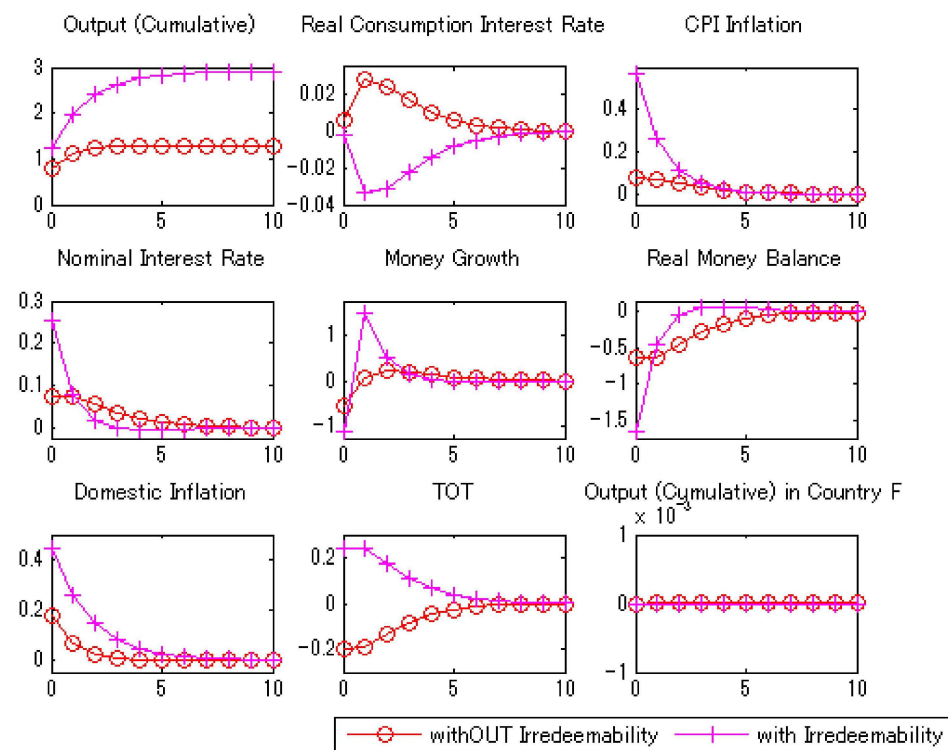 Output (Cumulative) Real Consumption Interest Rate CPI Inflation
3
2
1
0
0 5 10
0.02
0
-0.02
-0.04
0 5 10
0.4
0.2
0
0 5 10
Nominal Interest Rate Money Growth Real Money Balance
0.3
0.2
0.1
0
0 5 10
1
0
-1
0 5 10
0
-0.5
-1
-1.5
0 5 10
Domestic Inflation TOT Output (Cumulative) in Country F
0.4
0.2
0
0 5 10
0.2
0
-0.2
0 5 10
x 10^-3
1
0
-1
0 5 10
withOUT Irredeemability with Irredeemability